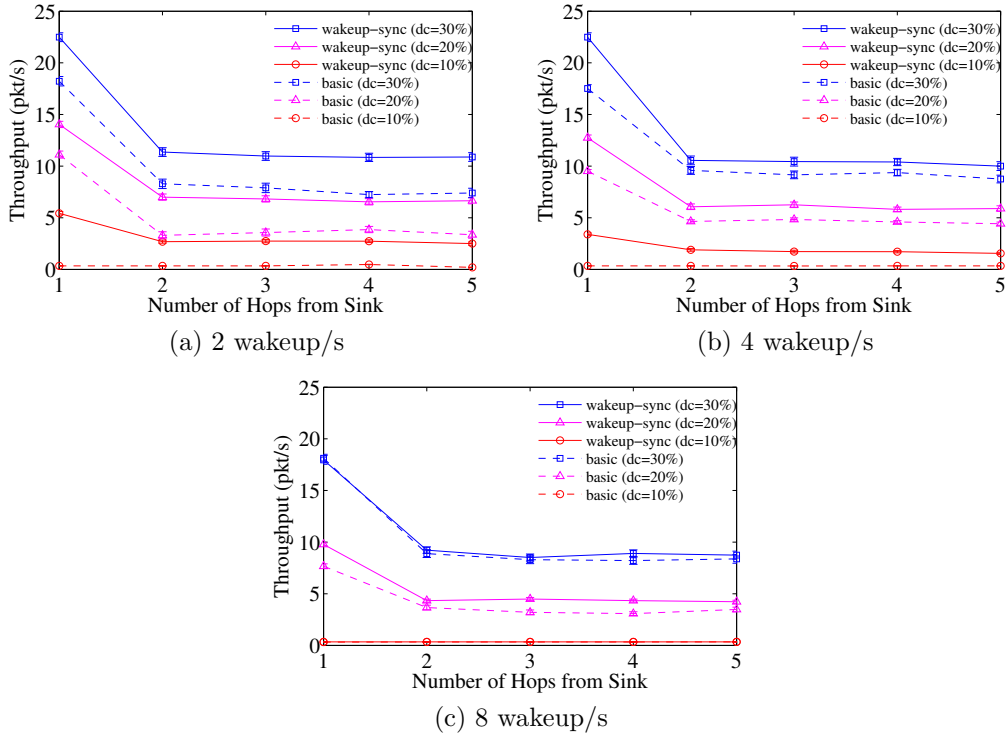 25
20
15
10
5
0
Throughput (pkt/s)
wakeup−sync (dc=30%)
wakeup−sync (dc=20%)
wakeup−sync (dc=10%)
basic (dc=30%)
basic (dc=20%)
basic (dc=10%)
1 2 3 4 5
Number of Hops from Sink
(a) 2 wakeup/s
25
20
15
10
5
0
Throughput (pkt/s)
wakeup−sync (dc=30%)
wakeup−sync (dc=20%)
wakeup−sync (dc=10%)
basic (dc=30%)
basic (dc=20%)
basic (dc=10%)
1 2 3 4 5
Number of Hops from Sink
(b) 4 wakeup/s
25
20
15
10
5
0
Throughput (pkt/s)
wakeup−sync (dc=30%)
wakeup−sync (dc=20%)
wakeup−sync (dc=10%)
basic (dc=30%)
basic (dc=20%)
basic (dc=10%)
1 2 3 4 5
Number of Hops from Sink
(c) 8 wakeup/s